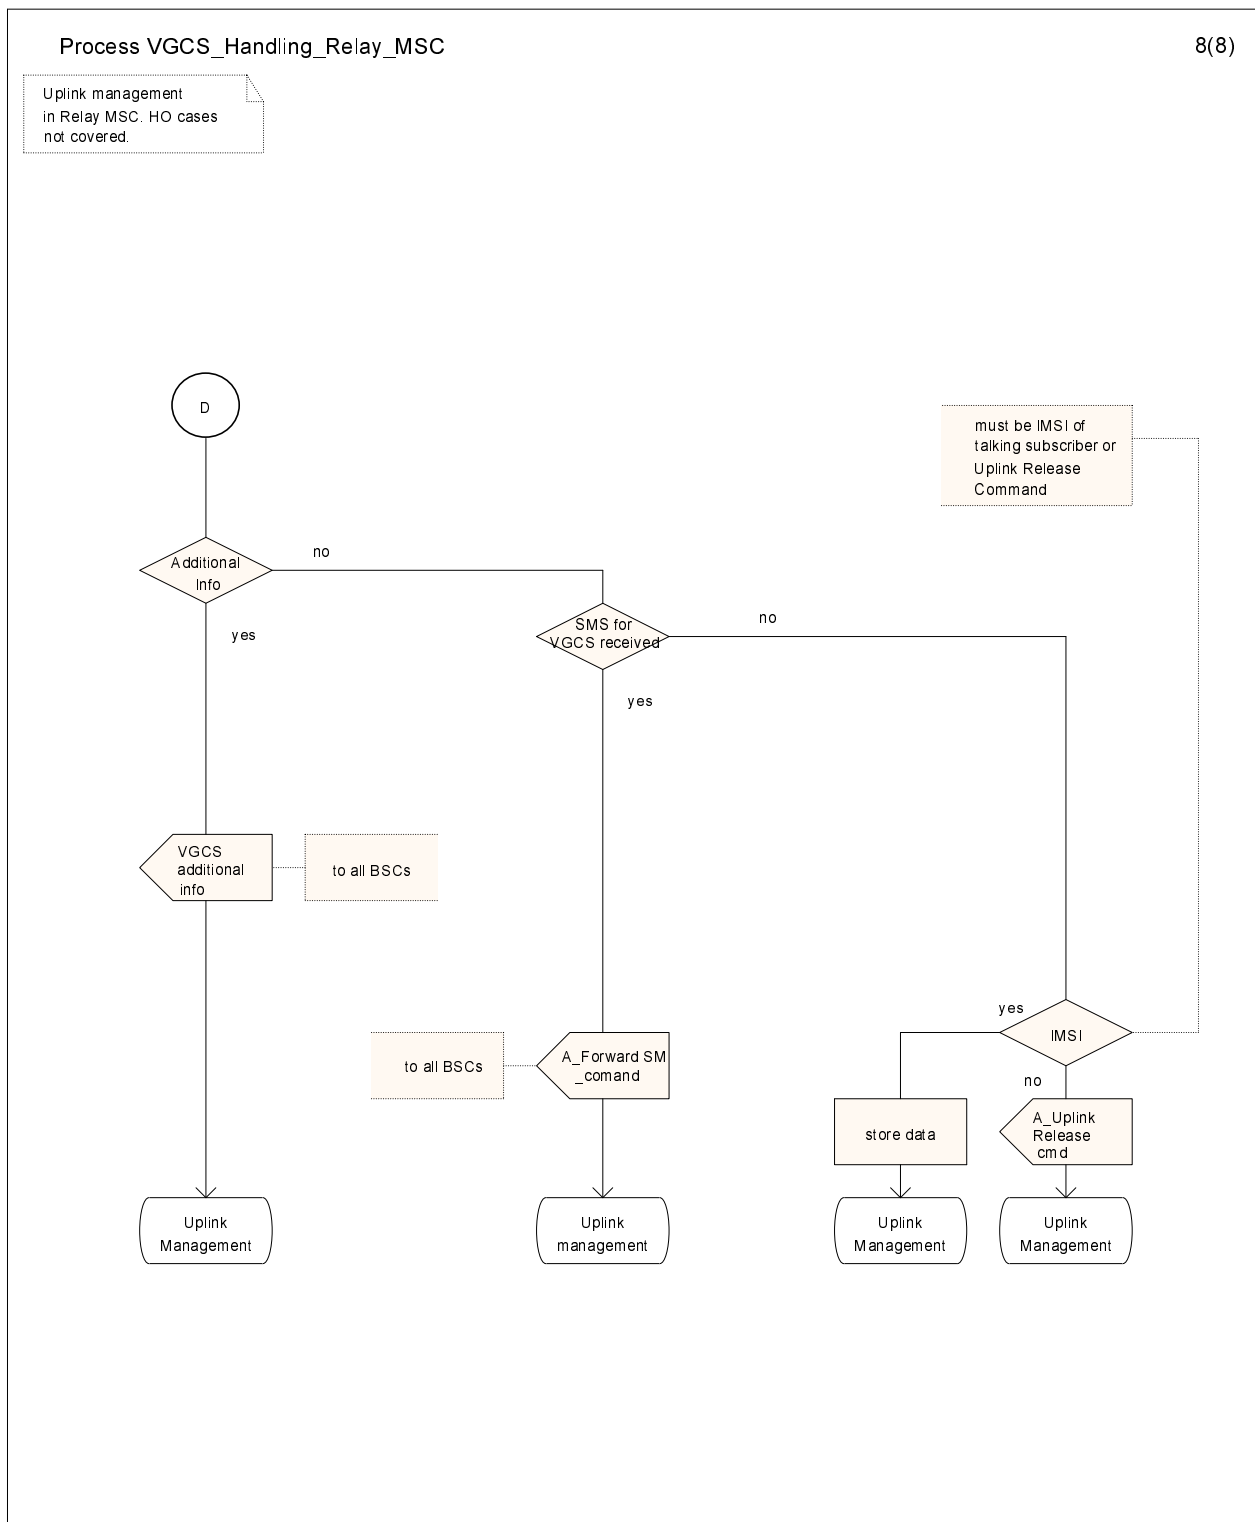 Process VGCS_Handling_Relay_MSC
8(8)
Uplink management
in Relay MSC. HO cases
not covered.
D
must be IMSI of
talking subscriber or
Uplink Release
Command
Additional
Info
no
yes
SMS for
VGCS received
no
yes
VGCS
additional
info
to all BSCs
yes
IMSI
no
to all BSCs
A_Forward SM
_comand
store data
A_Uplink
Release
cmd
Uplink
Management
Uplink
management
Uplink
Management
Uplink
Management